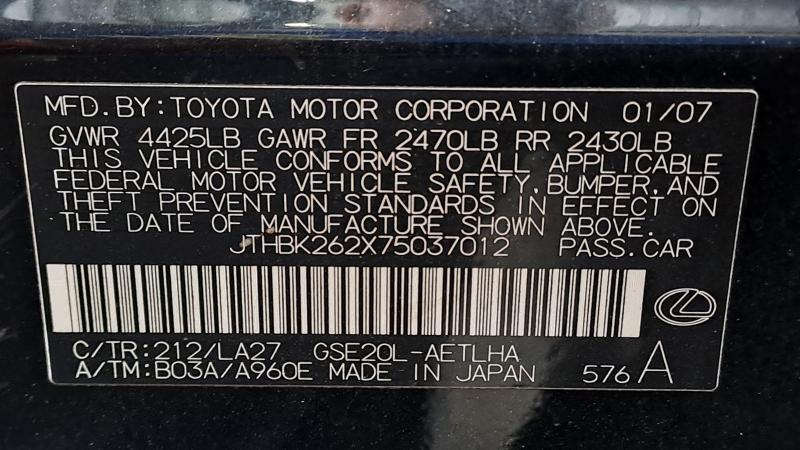 MFD.BY:TOYOTA MOTOR CORPORATION 01/07
GVWR 4425LB GAWR FR 2470LB RR 2430LB
THIS VEHICLE CONFORMS TO ALL APPLICABLE
FEDERAL MOTOR VEHICLE SAFETY,BUMPER,AND
THEFT PREVENTION STANDARDS IN EFFECT ON
THE DATE OF MANUFACTURE SHOWN ABOVE.
JTHBK262X75037012 PASS.CAR
C/TR:212/LA27 GSE20L-AETLHA
A/TM:B03A/A960E MADE IN JAPAN 576 A